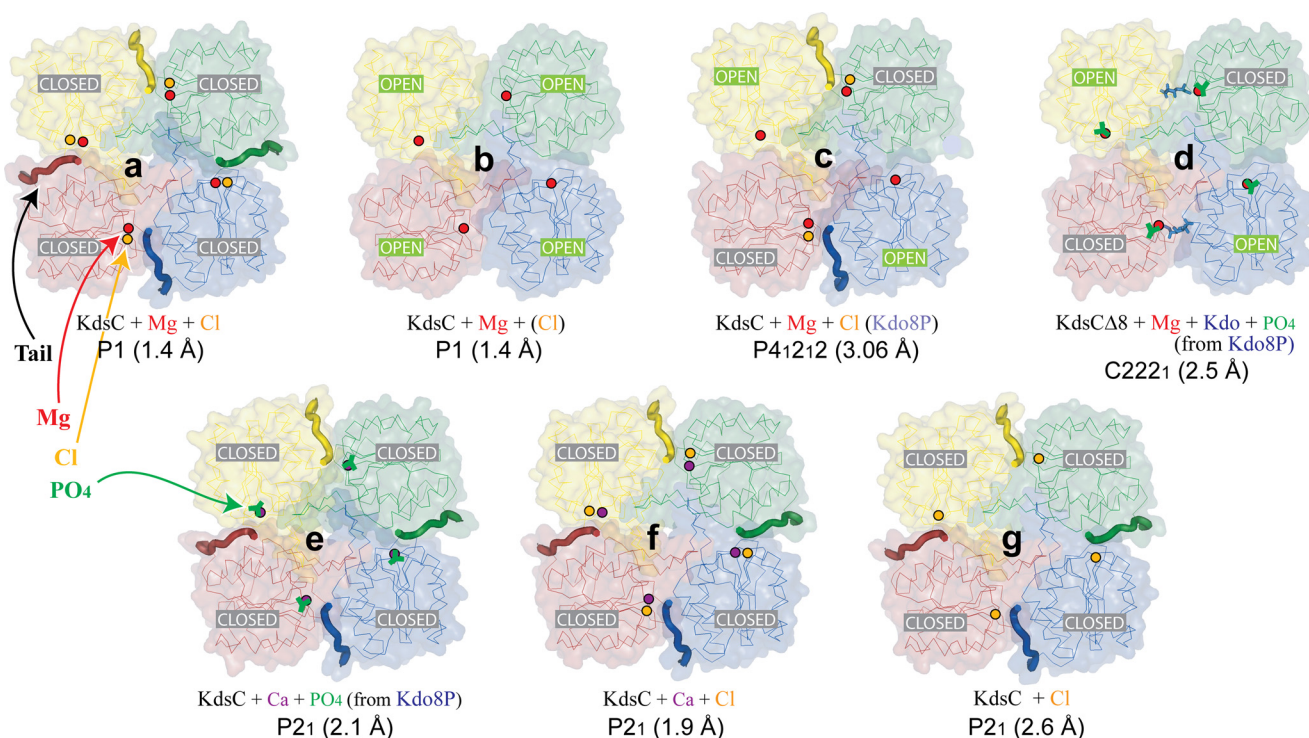 CLOSED CLOSED
a
CLOSED CLOSED
KdsC + Mg + Cl
P1 (1.4 Å)
OPEN OPEN
b
OPEN OPEN
KdsC + Mg + (Cl)
P1 (1.4 Å)
OPEN CLOSED
c
CLOSED OPEN
KdsC + Mg + Cl (Kdo8P)
P41212 (3.06 Å)
OPEN CLOSED
d
CLOSED OPEN
KdsCΔ8 + Mg + Kdo + PO4
(from Kdo8P)
C2221 (2.5 Å)
Tail
Mg
Cl
PO4
CLOSED CLOSED
e
CLOSED CLOSED
KdsC + Ca + PO4 (from Kdo8P)
P21 (2.1 Å)
CLOSED CLOSED
f
CLOSED CLOSED
KdsC + Ca + Cl
P21 (1.9 Å)
CLOSED CLOSED
g
CLOSED CLOSED
KdsC + Cl
P21 (2.6 Å)